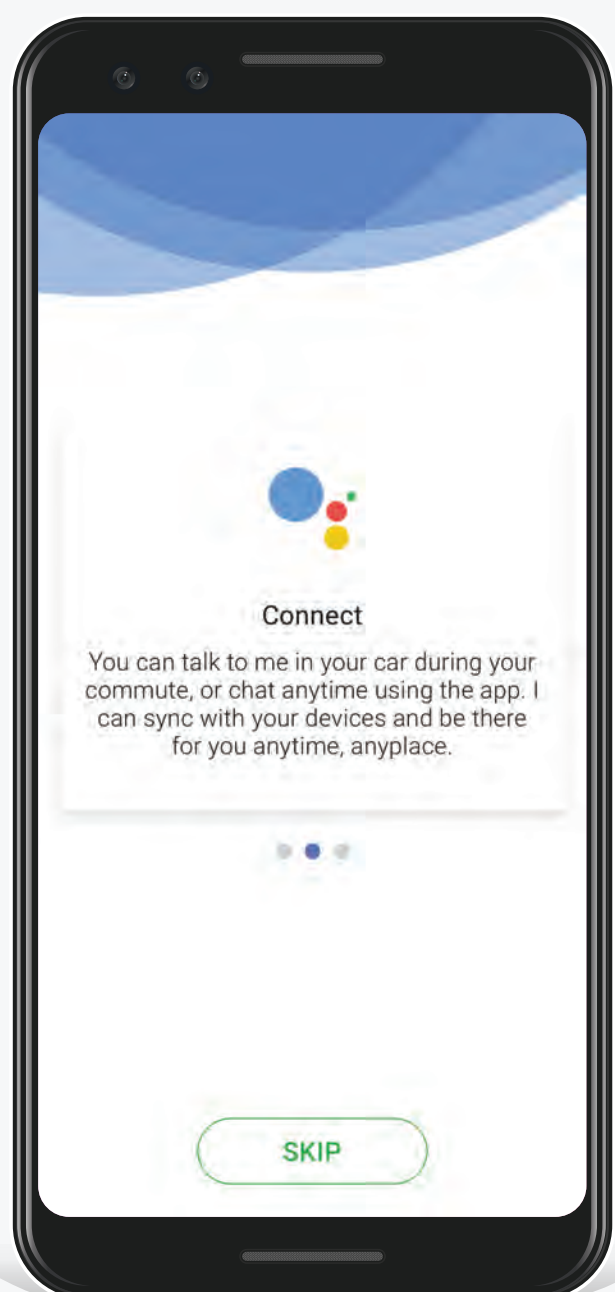 Connect
You can talk to me in your car during your
commute, or chat anytime using the app. I
can sync with your devices and be there
for you anytime, anyplace.
SKIP